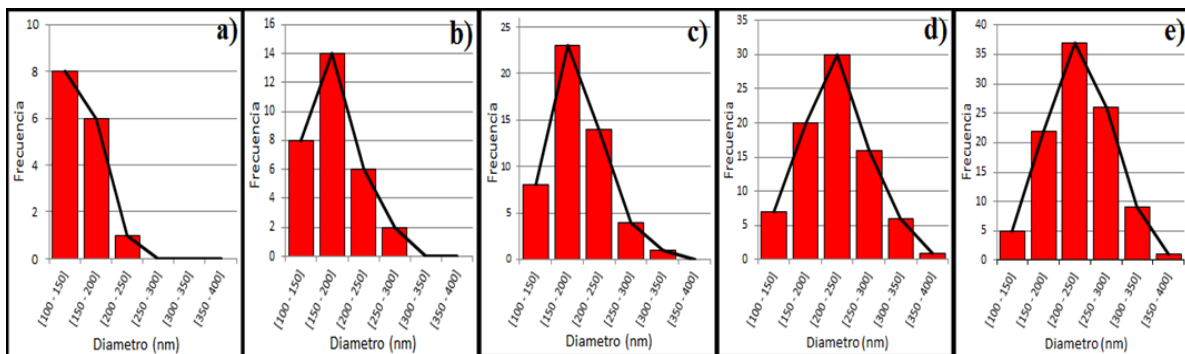 a)
Frecuencia
10
8
6
4
2
0
[100 - 150]
[150 - 200]
[200 - 250]
[250 - 300]
[300 - 350]
[350 - 400]
Diametro (nm)
b)
Frecuencia
16
14
12
10
8
6
4
2
0
[100 - 150]
[150 - 200]
[200 - 250]
[250 - 300]
[300 - 350]
[350 - 400]
Diametro (nm)
c)
Frecuencia
25
20
15
10
5
0
[100 - 150]
[150 - 200]
[200 - 250]
[250 - 300]
[300 - 350]
[350 - 400]
Diametro (nm)
d)
Frecuencia
35
30
25
20
15
10
5
0
[100 - 150]
[150 - 200]
[200 - 250]
[250 - 300]
[300 - 350]
[350 - 400]
Diametro (nm)
e)
Frecuencia
40
35
30
25
20
15
10
5
0
[100 - 150]
[150 - 200]
[200 - 250]
[250 - 300]
[300 - 350]
[350 - 400]
Diametro (nm)